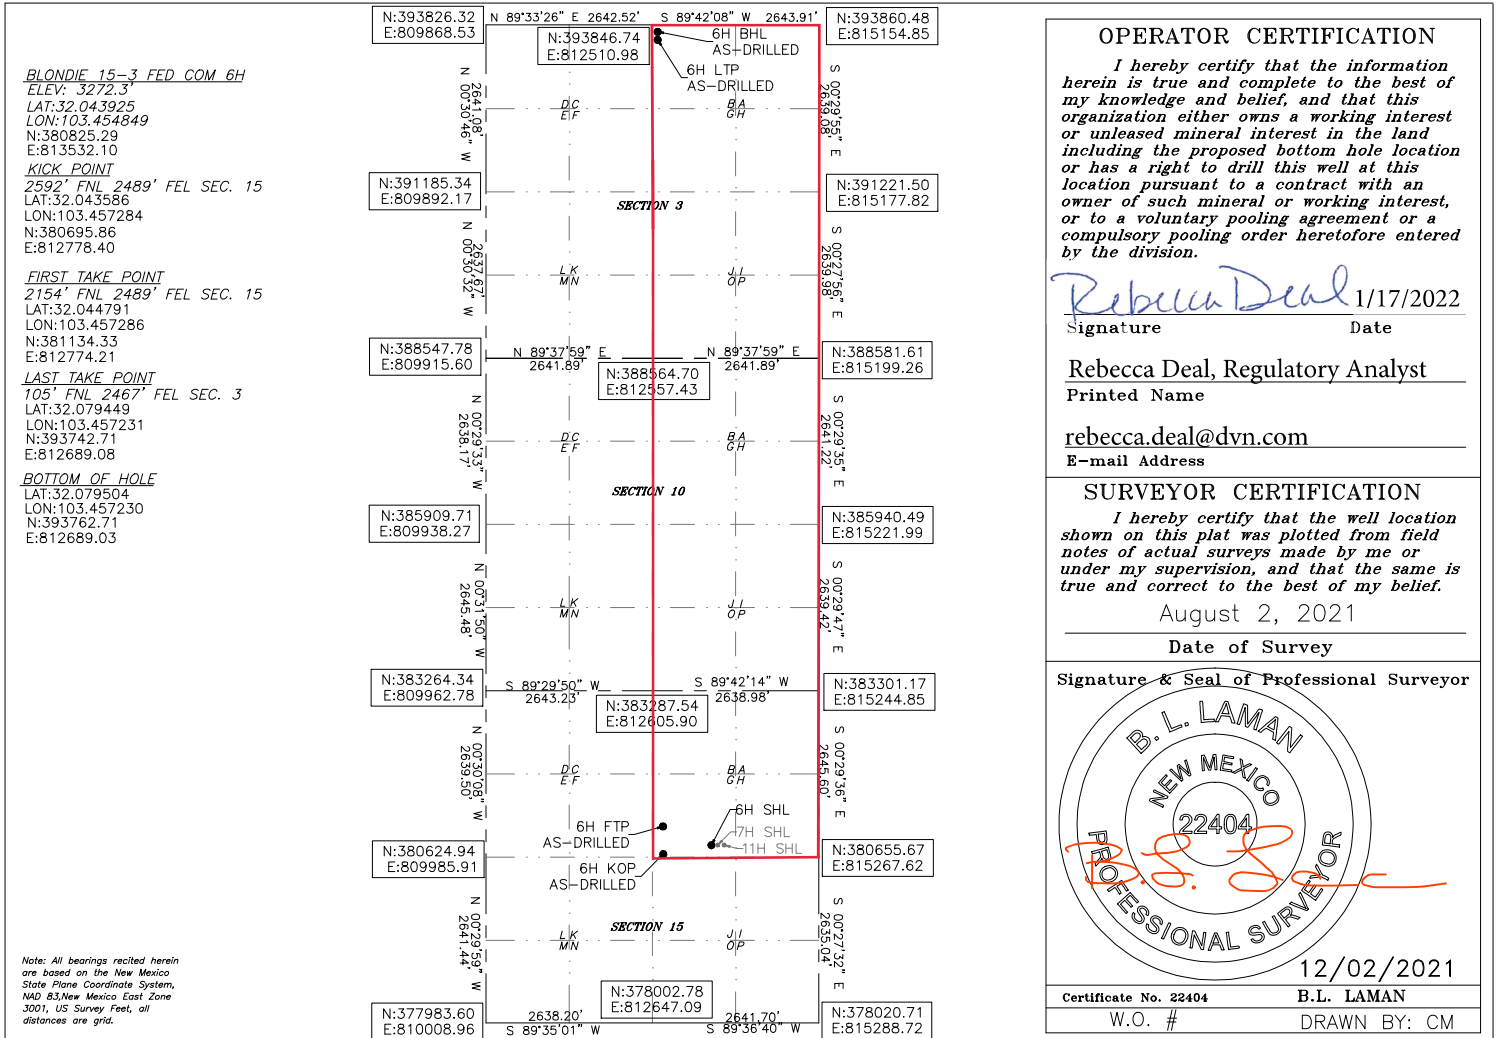 BLONDIE 15-3 FED COM 6H
ELEV: 3272.3'
LAT:32.043925
LON:103.454849
N:380825.29
E:813532.10
KICK POINT
2592' FNL 2489' FEL SEC. 15
LAT:32.043586
LON:103.457284
N:380695.86
E:812778.40
FIRST TAKE POINT
2154' FNL 2489' FEL SEC. 15
LAT:32.044791
LON:103.457286
N:381134.33
E:812774.21
LAST TAKE POINT
105' FNL 2467' FEL SEC. 3
LAT:32.079449
LON:103.457231
N:393742.71
E:812689.08
BOTTOM OF HOLE
LAT:32.079504
LON:103.457230
N:393762.71
E:812689.03
Note: All bearings recited herein
are based on the New Mexico
State Plane Coordinate System,
NAD 83,New Mexico East Zone
3001, US Survey Feet, all
distances are grid.
N:393826.32
E:809868.53
N 89°33'26" E 2642.52'
S 89°42'08" W 2643.91'
N:393860.48
E:815154.85
N:393846.74
E:812510.98
6H BHL
AS-DRILLED
6H LTP
AS-DRILLED
N 00°30'46" W
2641.08'
D C
E F
B A
G H
S 00°29'55" E
2639.08'
N:391185.34
E:809892.17
SECTION 3
N:391221.50
E:815177.82
N 00°30'32" W
2637.67'
L K
M N
J I
O P
S 00°27'56" E
2639.98'
N:388547.78
E:809915.60
N 89°37'59" E
2641.89'
N 89°37'59" E
2641.89'
N:388581.61
E:815199.26
N:388564.70
E:812557.43
N 00°29'33" W
2638.17'
D C
E F
B A
G H
S 00°29'35" E
2641.22'
SECTION 10
N:385909.71
E:809938.27
N:385940.49
E:815221.99
N 00°31'50" W
2645.48'
L K
M N
J I
O P
S 00°29'47" E
2639.42'
N:383264.34
E:809962.78
S 89°29'50" W
2643.23'
S 89°42'14" W
2638.98'
N:383301.17
E:815244.85
N:383287.54
E:812605.90
N 00°30'08" W
2639.50'
D C
E F
B A
G H
S 00°29'36" E
2645.60'
6H FTP
AS-DRILLED
6H SHL
7H SHL
11H SHL
N:380624.94
E:809985.91
6H KOP
AS-DRILLED
N:380655.67
E:815267.62
N 00°29'59" W
2641.44'
SECTION 15
L K
M N
J I
O P
S 00°27'32" E
2635.04'
N:377983.60
E:810008.96
2638.20'
S 89°35'01" W
N:378002.78
E:812647.09
2641.70'
S 89°36'40" W
N:378020.71
E:815288.72
OPERATOR CERTIFICATION
I hereby certify that the information
herein is true and complete to the best of
my knowledge and belief, and that this
organization either owns a working interest
or unleased mineral interest in the land
including the proposed bottom hole location
or has a right to drill this well at this
location pursuant to a contract with an
owner of such mineral or working interest,
or to a voluntary pooling agreement or a
compulsory pooling order heretofore entered
by the division.
Rebecca Deal 1/17/2022
Signature Date
Rebecca Deal, Regulatory Analyst
Printed Name
rebecca.deal@dvn.com
E-mail Address
SURVEYOR CERTIFICATION
I hereby certify that the well location
shown on this plat was plotted from field
notes of actual surveys made by me or
under my supervision, and that the same is
true and correct to the best of my belief.
August 2, 2021
Date of Survey
Signature & Seal of Professional Surveyor
B. L. LAMAN
NEW MEXICO
22404
PROFESSIONAL SURVEYOR
12/02/2021
Certificate No. 22404 B.L. LAMAN
W.O. # DRAWN BY: CM